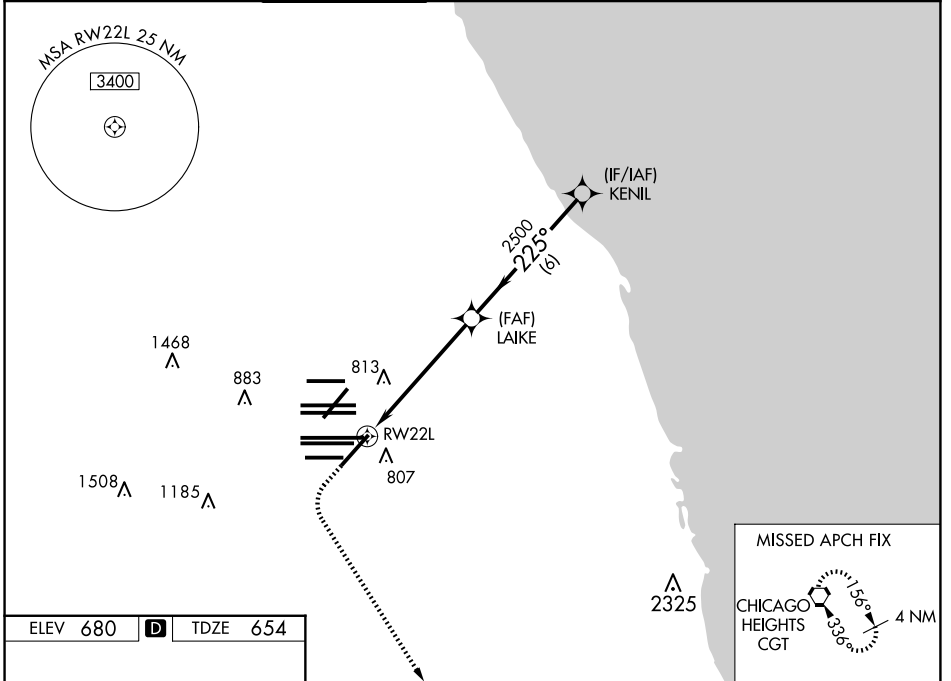 MSA RW22L 25 NM
3400
(IF/IAF)
KENIL
2500
225°
(6)
(FAF)
LAIKE
1468
883
813
RW22L
807
1508
1185
2325
MISSED APCH FIX
CHICAGO
HEIGHTS
CGT
156°
336°
4 NM
ELEV 680 D TDZE 654